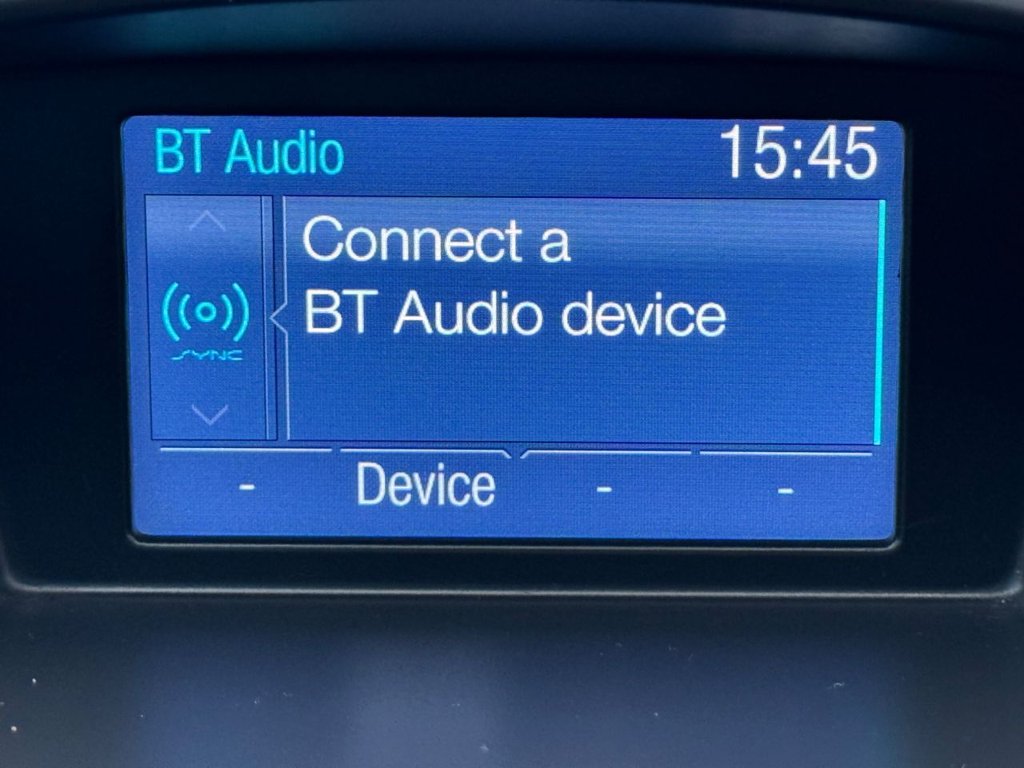 BT Audio 15:45
Connect a
BT Audio device
SYNC
- Device - -